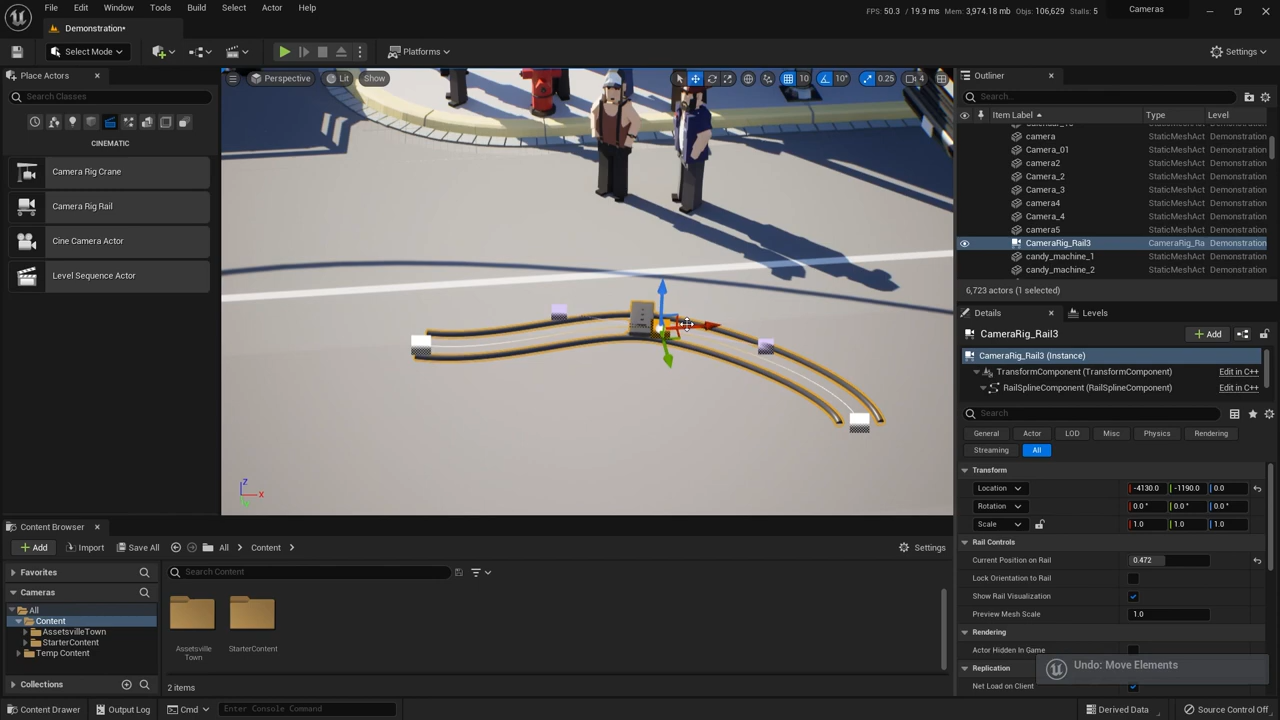 File Edit Window Tools Build Select Actor Help
FPS: 50.3 / 19.9 ms Mem: 3,974.18 mb Objs: 106,629 Stalls: 5
Cameras
Demonstration*
Select Mode
Platforms
Settings
Place Actors
Search Classes
CINEMATIC
Camera Rig Crane
Camera Rig Rail
Cine Camera Actor
Level Sequence Actor
Perspective Lit Show
10 10° 0.25 4
Z
X
Outliner
Search...
Item Label Type Level
camera StaticMeshAct Demonstration
Camera_01 StaticMeshAct Demonstration
camera2 StaticMeshAct Demonstration
Camera_2 StaticMeshAct Demonstration
Camera_3 StaticMeshAct Demonstration
camera4 StaticMeshAct Demonstration
Camera_4 StaticMeshAct Demonstration
camera5 StaticMeshAct Demonstration
CameraRig_Rail3 CameraRig_Ra Demonstration
candy_machine_1 StaticMeshAct Demonstration
candy_machine_2 StaticMeshAct Demonstration
6,723 actors (1 selected)
Details Levels
CameraRig_Rail3 Add
CameraRig_Rail3 (Instance)
TransformComponent (TransformComponent) Edit in C++
RailSplineComponent (RailSplineComponent) Edit in C++
Search
General Actor LOD Misc Physics Rendering
Streaming All
Transform
Location -4130.0 -1190.0 0.0
Rotation 0.0 ° 0.0 ° 0.0 °
Scale 1.0 1.0 1.0
Rail Controls
Current Position on Rail 0.472
Lock Orientation to Rail
Show Rail Visualization
Preview Mesh Scale 1.0
Rendering
Actor Hidden In Game
Replication
Net Load on Client
Undo: Move Elements
Content Browser
Add Import Save All All Content Settings
Favorites
Cameras
All
Content
AssetsvilleTown
StarterContent
Temp Content
Collections
Search Content
Assetsville
Town
StarterContent
2 items
Content Drawer Output Log Cmd Enter Console Command
Derived Data Source Control Off